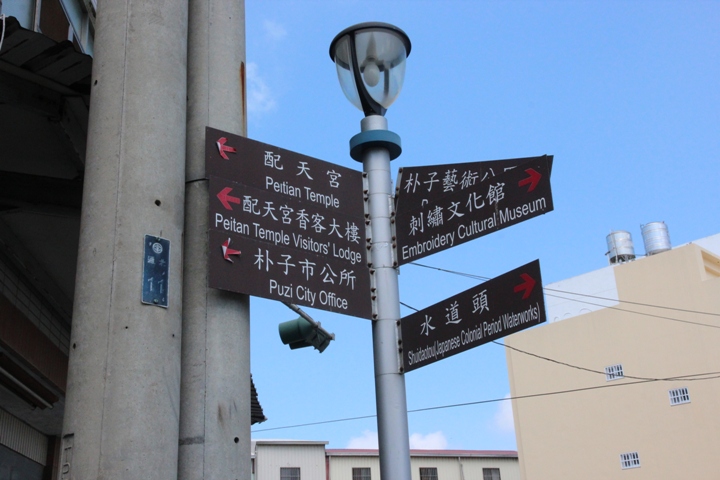 配天宮
Peitian Temple
配天宮香客大樓
Peitan Temple Visitors' Lodge
朴子市公所
Puzi City Office
朴子藝術公
刺繡文化館
Embroidery Cultural Museum
水道頭
Shuidaotou(Japanese Colonial Period Waterworks)
11